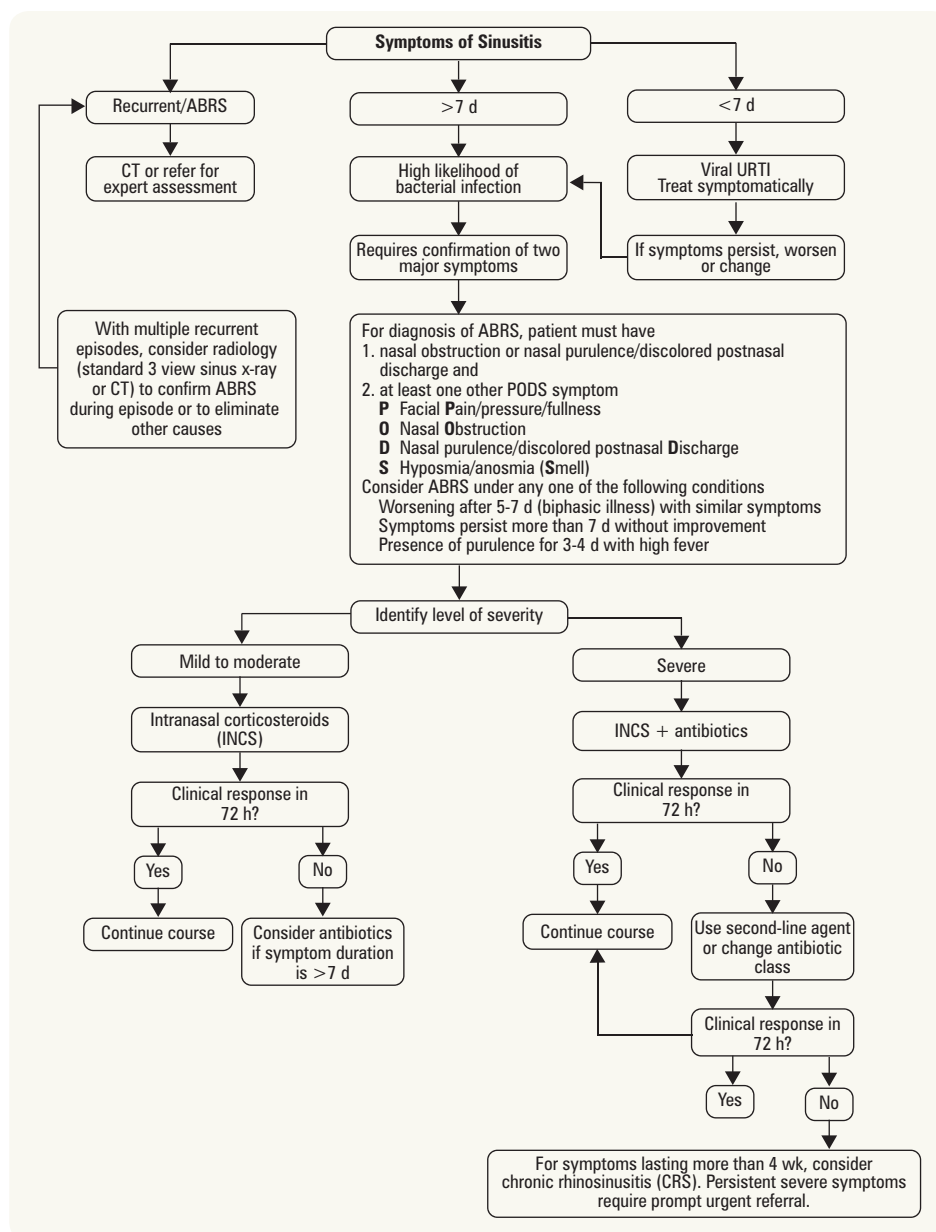 Symptoms of Sinusitis
Recurrent/ABRS
>7 d
<7 d
CT or refer for
expert assessment
High likelihood of
bacterial infection
Viral URTI
Treat symptomatically
Requires confirmation of two
major symptoms
If symptoms persist, worsen
or change
With multiple recurrent
episodes, consider radiology
(standard 3 view sinus x-ray
or CT) to confirm ABRS
during episode or to eliminate
other causes
For diagnosis of ABRS, patient must have
1. nasal obstruction or nasal purulence/discolored postnasal
discharge and
2. at least one other PODS symptom
P Facial Pain/pressure/fullness
O Nasal Obstruction
D Nasal purulence/discolored postnasal Discharge
S Hyposmia/anosmia (Smell)
Consider ABRS under any one of the following conditions
Worsening after 5-7 d (biphasic illness) with similar symptoms
Symptoms persist more than 7 d without improvement
Presence of purulence for 3-4 d with high fever
Identify level of severity
Mild to moderate
Intranasal corticosteroids
(INCS)
Clinical response in
72 h?
Yes
No
Continue course
Consider antibiotics
if symptom duration
is >7 d
Severe
INCS + antibiotics
Clinical response in
72 h?
Yes
No
Continue course
Use second-line agent
or change antibiotic
class
Clinical response in
72 h?
Yes
No
For symptoms lasting more than 4 wk, consider
chronic rhinosinusitis (CRS). Persistent severe symptoms
require prompt urgent referral.